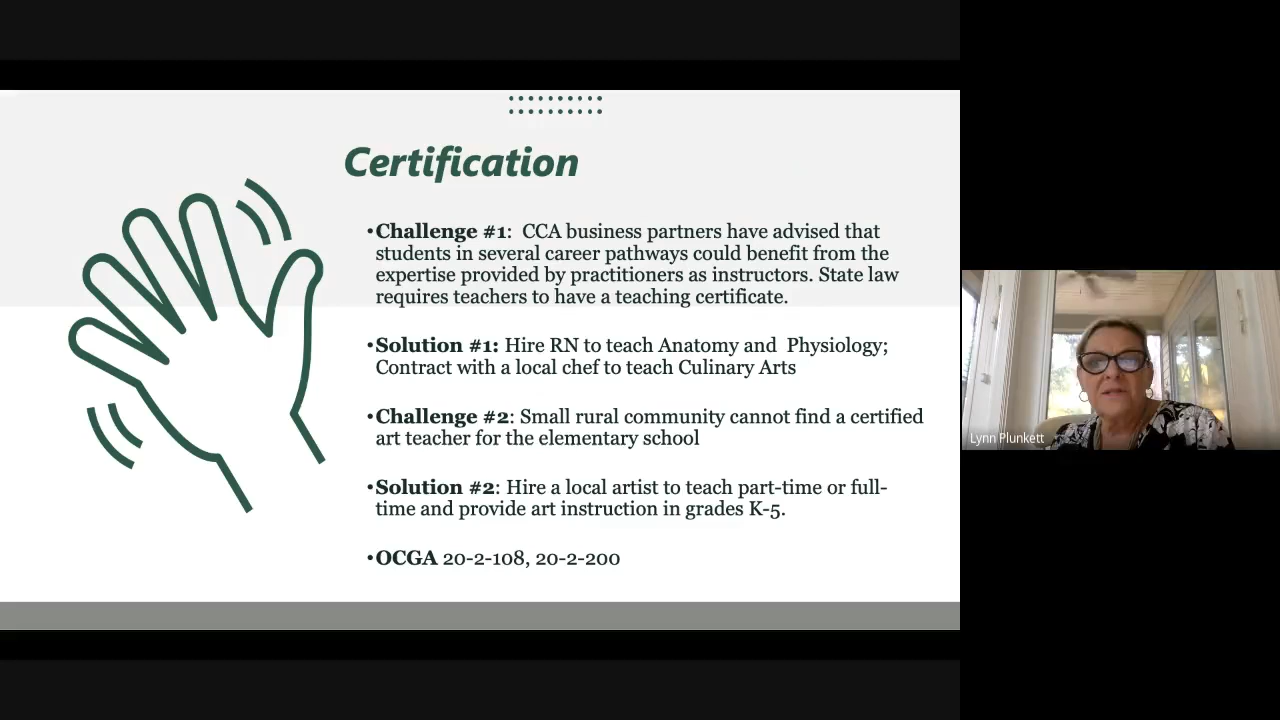 Certification
•Challenge #1:  CCA business partners have advised that
students in several career pathways could benefit from the
expertise provided by practitioners as instructors. State law
requires teachers to have a teaching certificate.
•Solution #1: Hire RN to teach Anatomy and  Physiology;
Contract with a local chef to teach Culinary Arts
•Challenge #2: Small rural community cannot find a certified
art teacher for the elementary school
•Solution #2: Hire a local artist to teach part-time or full-
time and provide art instruction in grades K-5.
•OCGA 20-2-108, 20-2-200
Lynn Plunkett